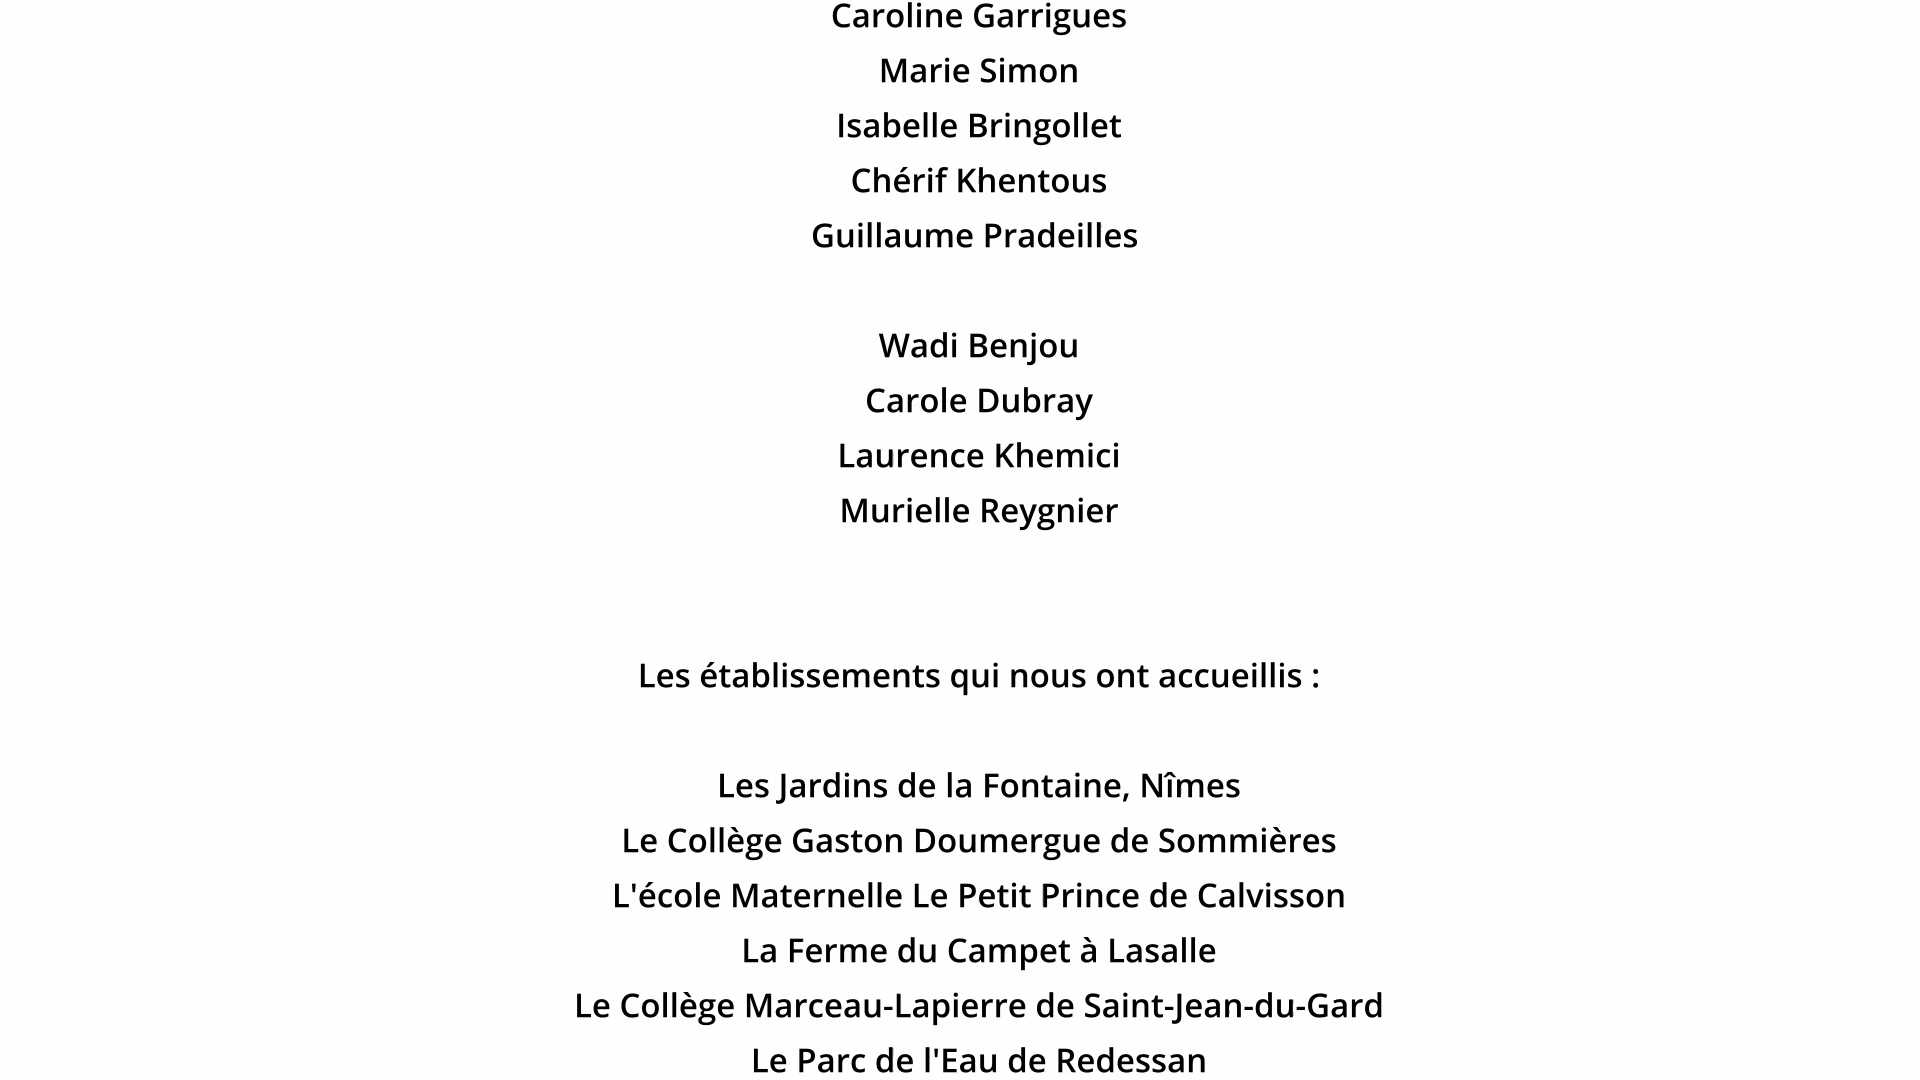 Caroline Garrigues
Marie Simon
Isabelle Bringollet
Chérif Khentous
Guillaume Pradeilles
Wadi Benjou
Carole Dubray
Laurence Khemici
Murielle Reygnier
Les établissements qui nous ont accueillis :
Les Jardins de la Fontaine, Nîmes
Le Collège Gaston Doumergue de Sommières
L'école Maternelle Le Petit Prince de Calvisson
La Ferme du Campet à Lasalle
Le Collège Marceau-Lapierre de Saint-Jean-du-Gard
Le Parc de l'Eau de Redessan